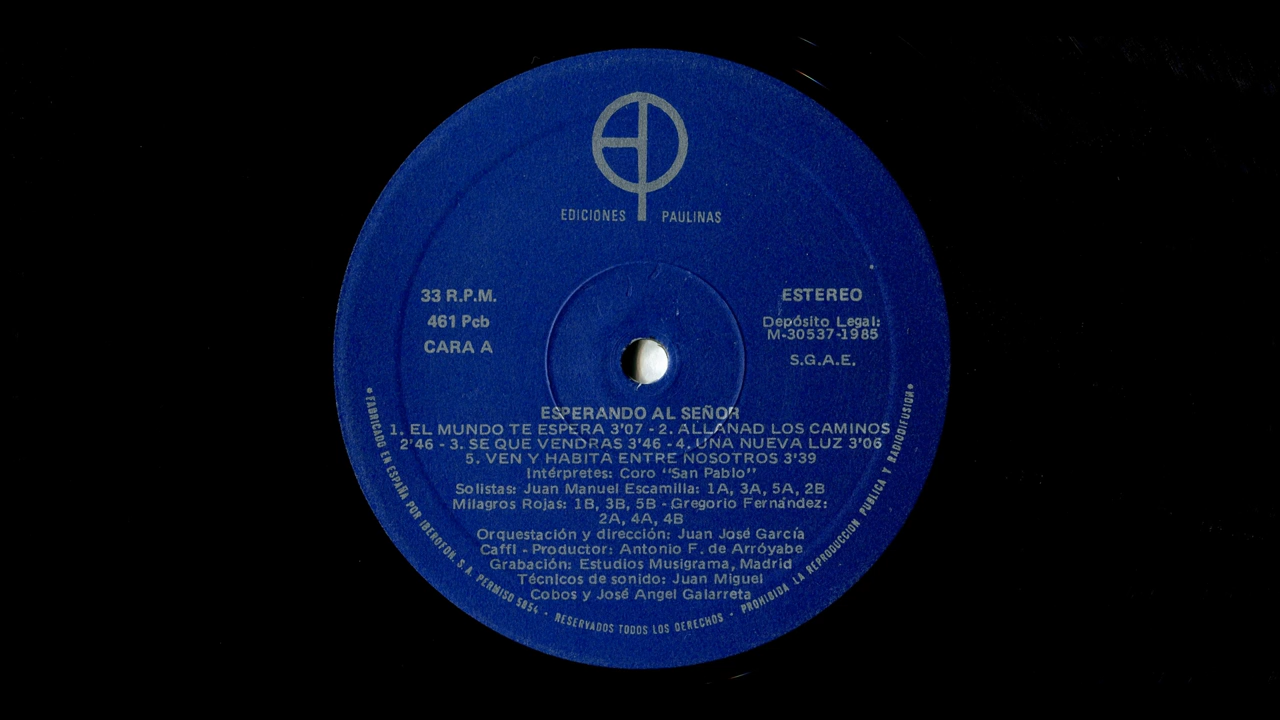 EP
EDICIONES PAULINAS
33 R.P.M.
461 Pcb
CARA A
ESTEREO
Depósito Legal:
M-30537-1985
S.G.A.E.
ESPERANDO AL SEÑOR
1. EL MUNDO TE ESPERA 3'07 - 2. ALLANAD LOS CAMINOS
2'46 - 3. SE QUE VENDRAS 3'46 - 4. UNA NUEVA LUZ 3'06
5. VEN Y HABITA ENTRE NOSOTROS 3'39
Intérpretes: Coro "San Pablo"
Solistas: Juan Manuel Escamilla: 1A, 3A, 5A, 2B
Milagros Rojas: 1B, 3B, 5B - Gregorio Fernández:
2A, 4A, 4B
Orquestación y dirección: Juan José García
Caffi - Productor: Antonio F. de Arróyabe
Grabación: Estudios Musigrama, Madrid
Técnicos de sonido: Juan Miguel
Cobos y José Angel Galarreta
• FABRICADO EN ESPAÑA POR IBEROFON, S.A. PERMISO 5854 - RESERVADOS TODOS LOS DERECHOS - PROHIBIDA LA REPRODUCCION PUBLICA Y RADIODIFUSION •